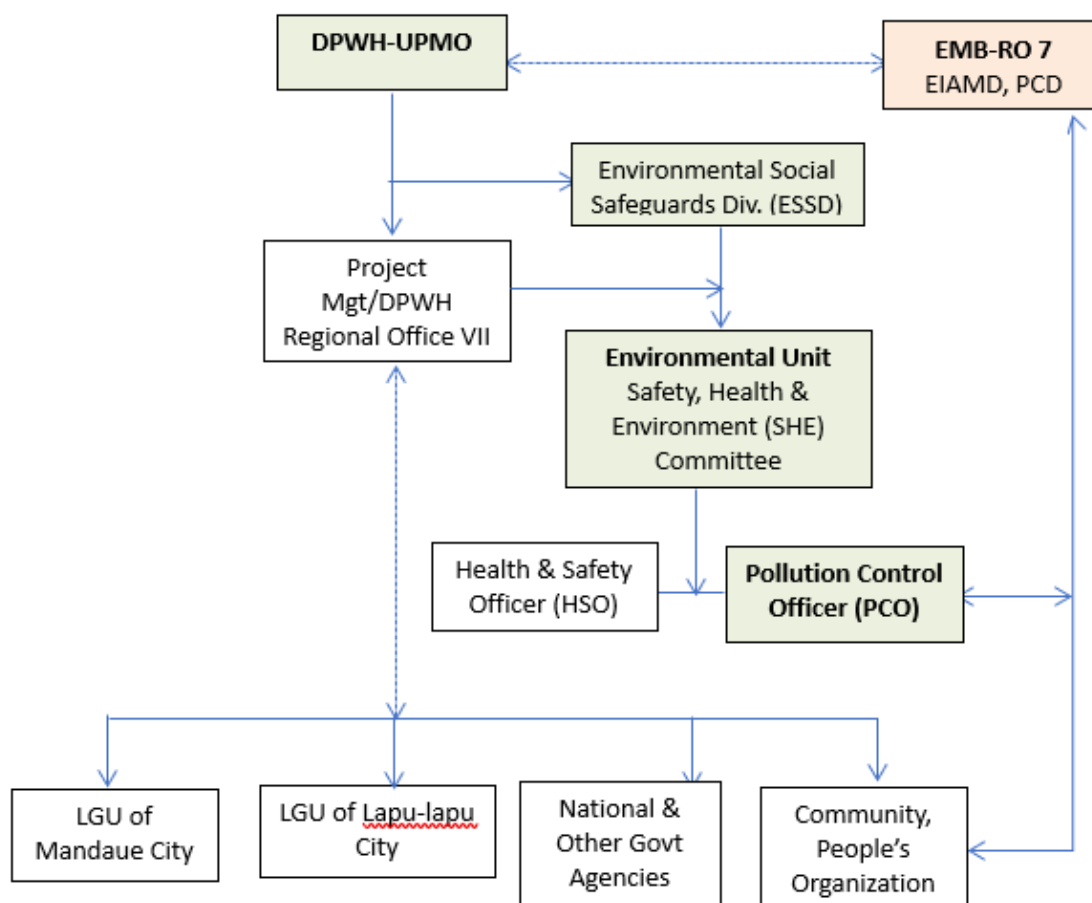 DPWH-UPMO
EMB-RO 7
EIAMD, PCD
Environmental Social
Safeguards Div. (ESSD)
Project
Mgt/DPWH
Regional Office VII
Environmental Unit
Safety, Health &
Environment (SHE)
Committee
Health & Safety
Officer (HSO)
Pollution Control
Officer (PCO)
LGU of
Mandaue City
LGU of Lapu-lapu
City
National &
Other Govt
Agencies
Community,
People’s
Organization